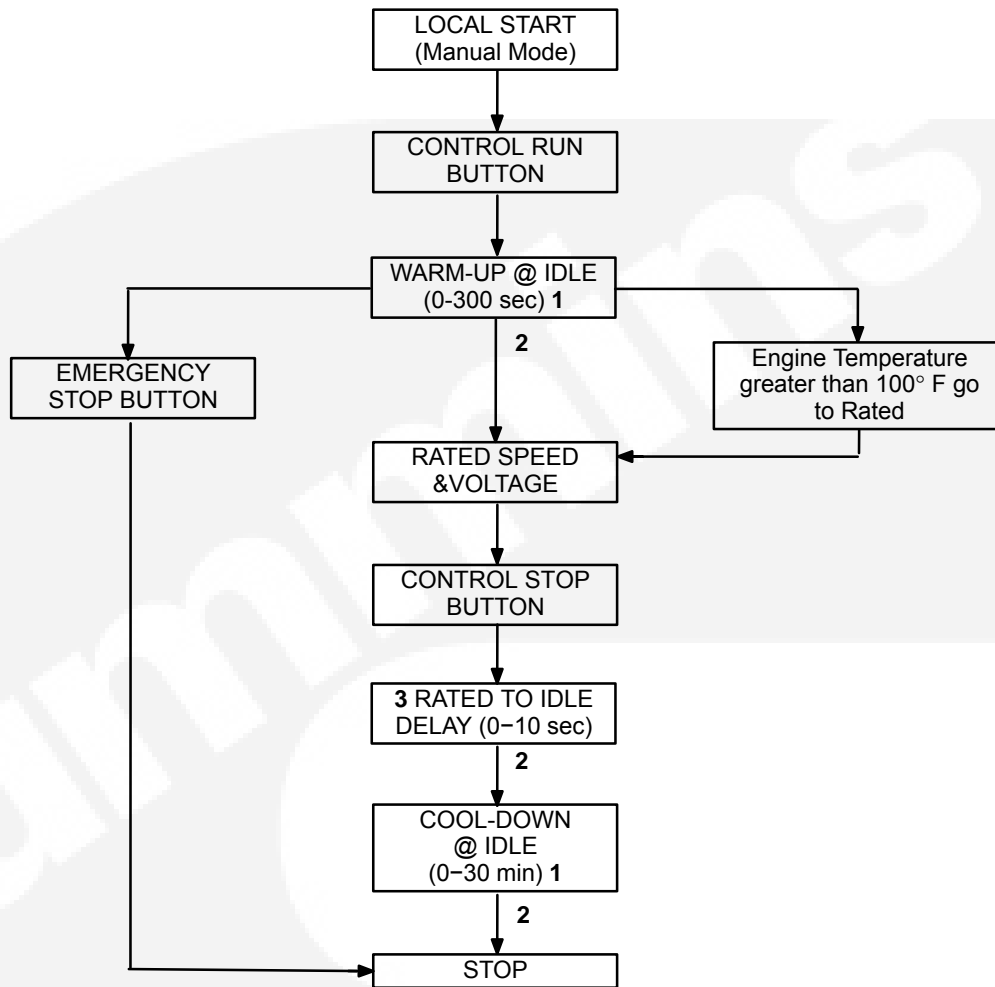 LOCAL START
(Manual Mode)
CONTROL RUN
BUTTON
WARM-UP @ IDLE
(0-300 sec) 1
2
EMERGENCY
STOP BUTTON
Engine Temperature
greater than 100° F go
to Rated
RATED SPEED
&VOLTAGE
CONTROL STOP
BUTTON
3 RATED TO IDLE
DELAY (0−10 sec)
2
COOL-DOWN
@ IDLE
(0−30 min) 1
2
STOP
ummins